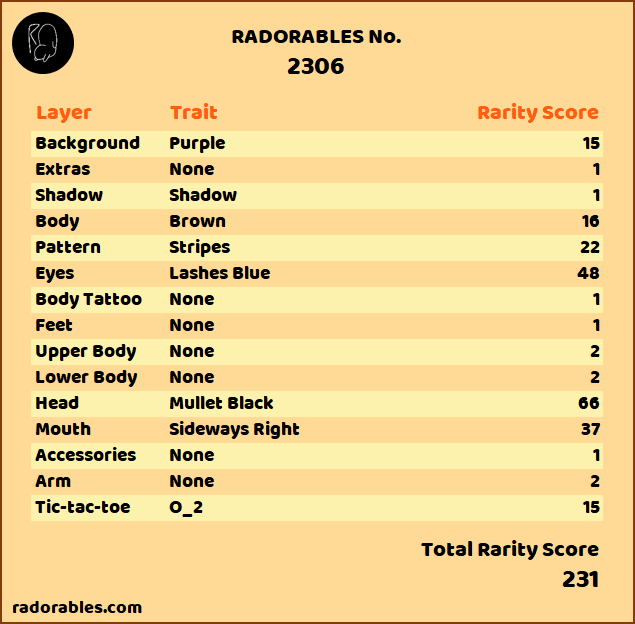 RADORABLES No.
2306
Layer Trait Rarity Score
Background Purple 15
Extras None 1
Shadow Shadow 1
Body Brown 16
Pattern Stripes 22
Eyes Lashes Blue 48
Body Tattoo None 1
Feet None 1
Upper Body None 2
Lower Body None 2
Head Mullet Black 66
Mouth Sideways Right 37
Accessories None 1
Arm None 2
Tic-tac-toe O_2 15
Total Rarity Score
231
radorables.com